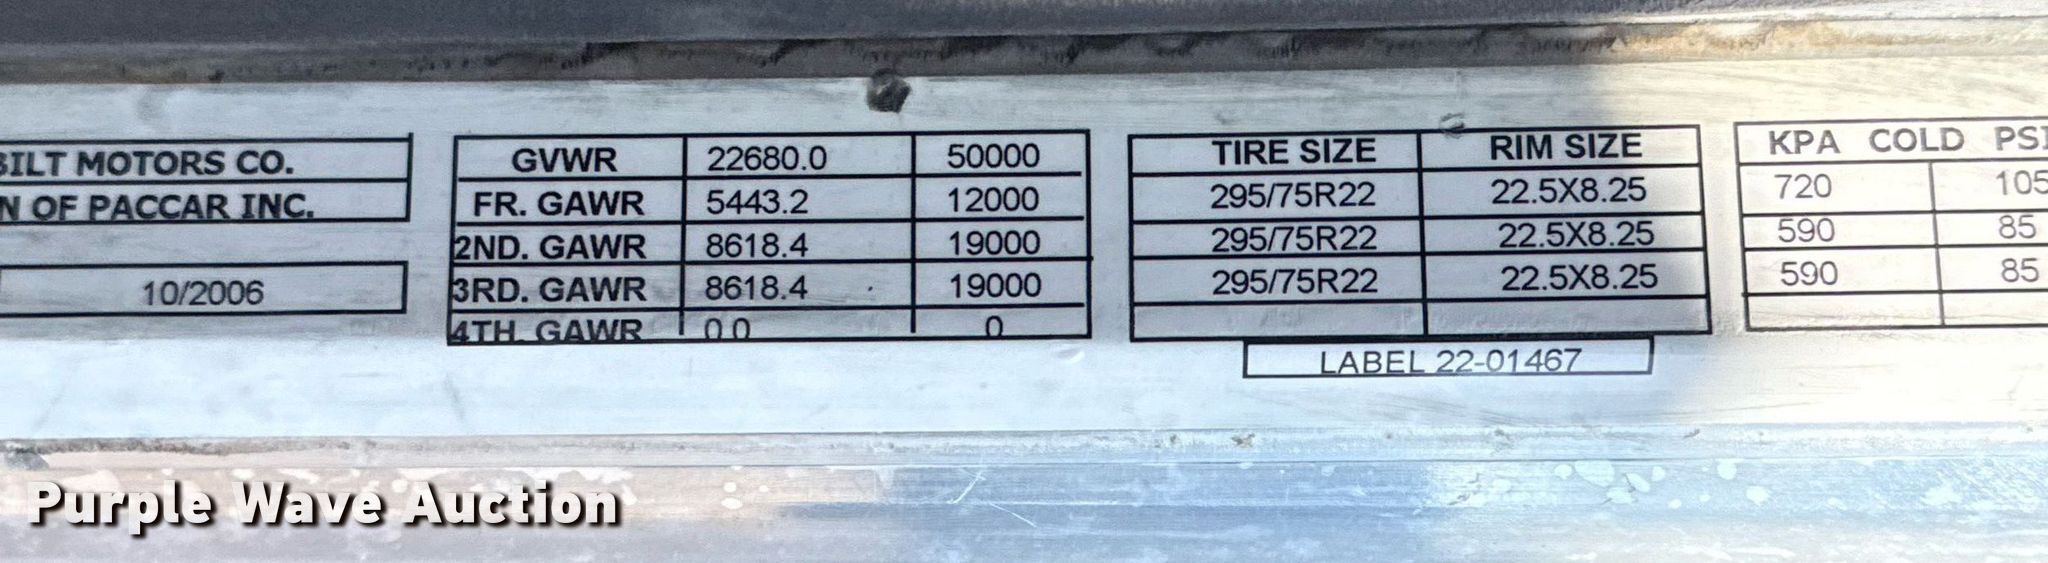 BILT MOTORS CO.
N OF PACCAR INC.
10/2006
GVWR 22680.0 50000
FR. GAWR 5443.2 12000
2ND. GAWR 8618.4 19000
3RD. GAWR 8618.4 19000
4TH. GAWR 0.0 0
TIRE SIZE RIM SIZE
295/75R22 22.5X8.25
295/75R22 22.5X8.25
295/75R22 22.5X8.25
LABEL 22-01467
KPA COLD PSI
720 105
590 85
590 85
Purple Wave Auction